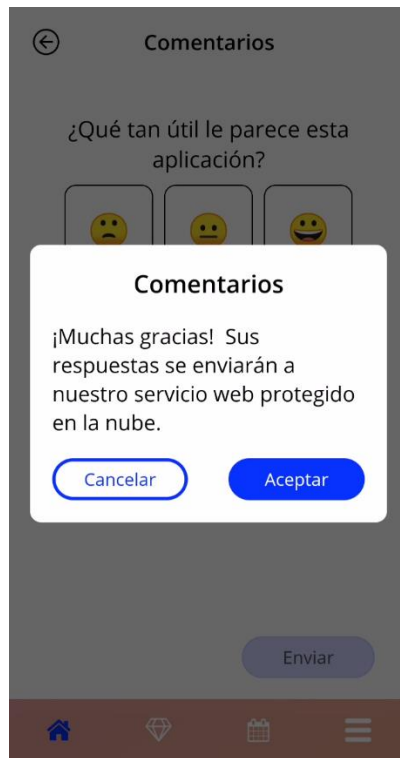 Comentarios
¿Qué tan útil le parece esta
aplicación?
Comentarios
¡Muchas gracias! Sus
respuestas se enviarán a
nuestro servicio web protegido
en la nube.
Cancelar
Aceptar
Enviar